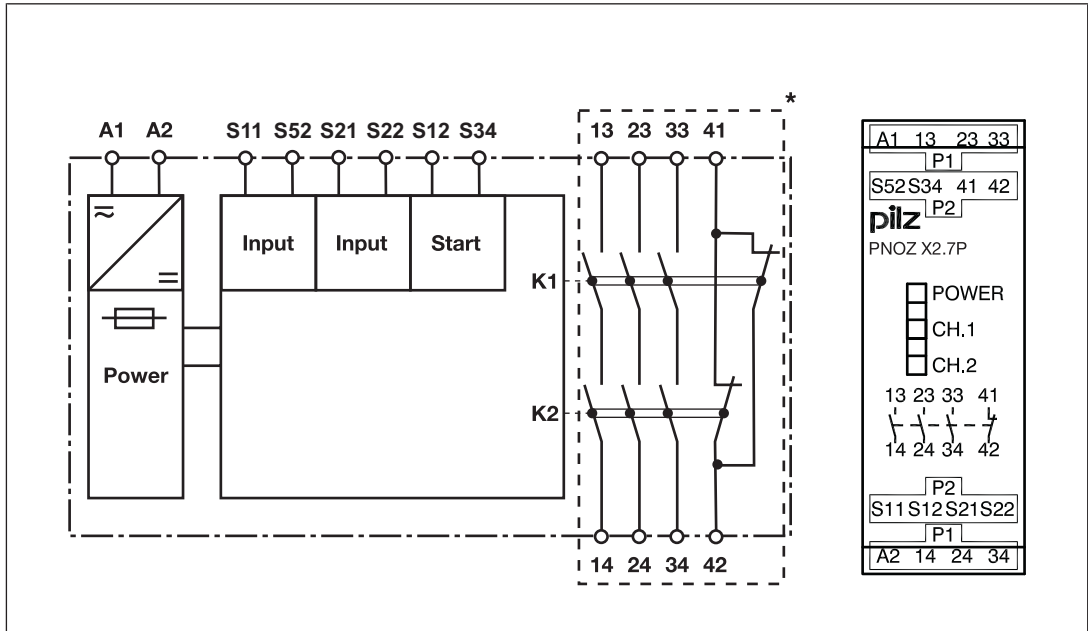 *
A1 A2 S11 S52 S21 S22 S12 S34 13 23 33 41
Input Input Start
K1
Power
K2
14 24 34 42
A1 13 23 33
P1
S52 S34 41 42
P2
pilz
PNOZ X2.7P
POWER
CH.1
CH.2
13 23 33 41
14 24 34 42
P2
S11 S12 S21 S22
P1
A2 14 24 34